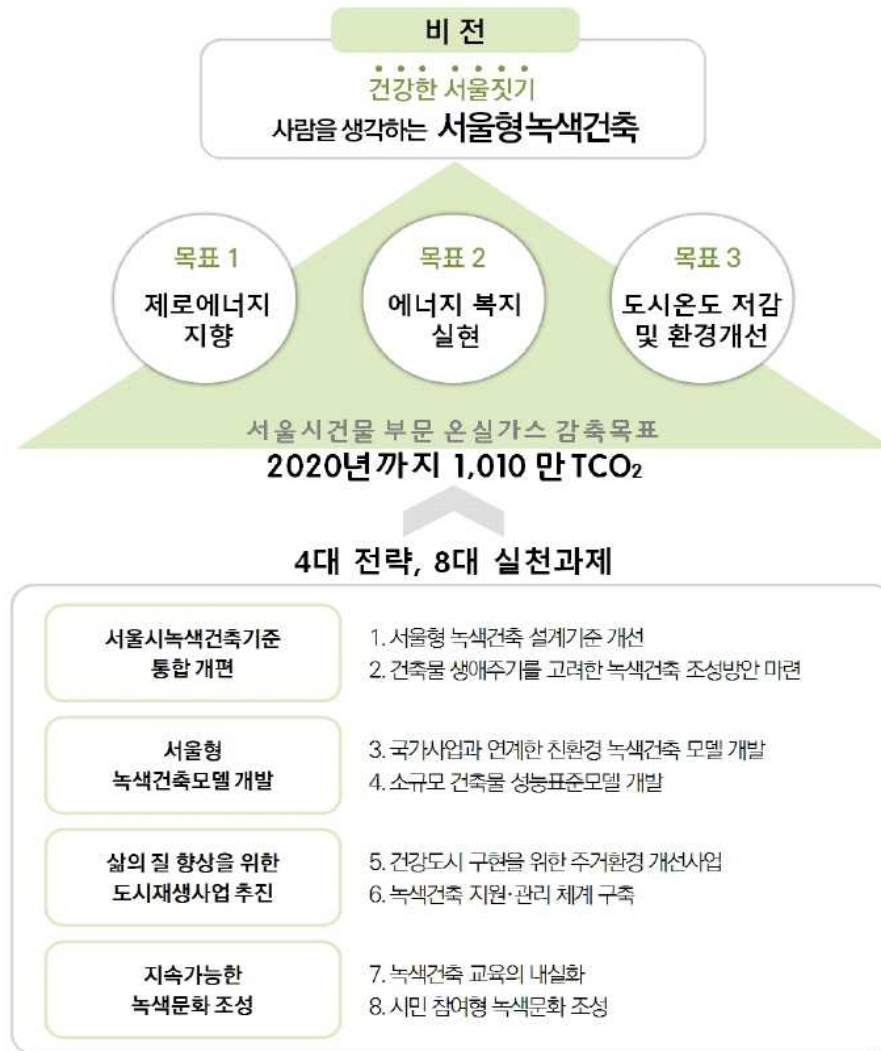 비 전
건강한 서울짓기
사람을 생각하는 서울형녹색건축
목표 1
제로에너지
지향
목표 2
에너지 복지
실현
목표 3
도시온도 저감
및 환경개선
서울시건물 부문 온실가스 감축목표
2020년까지 1,010 만 TCO₂
4대 전략, 8대 실천과제
서울시녹색건축기준
통합 개편
1. 서울형 녹색건축 설계기준 개선
2. 건축물 생애주기를 고려한 녹색건축 조성방안 마련
서울형
녹색건축모델 개발
3. 국가사업과 연계한 친환경 녹색건축 모델 개발
4. 소규모 건축물 성능표준모델 개발
삶의 질 향상을 위한
도시재생사업 추진
5. 건강도시 구현을 위한 주거환경 개선사업
6. 녹색건축 지원·관리 체계 구축
지속가능한
녹색문화 조성
7. 녹색건축 교육의 내실화
8. 시민 참여형 녹색문화 조성